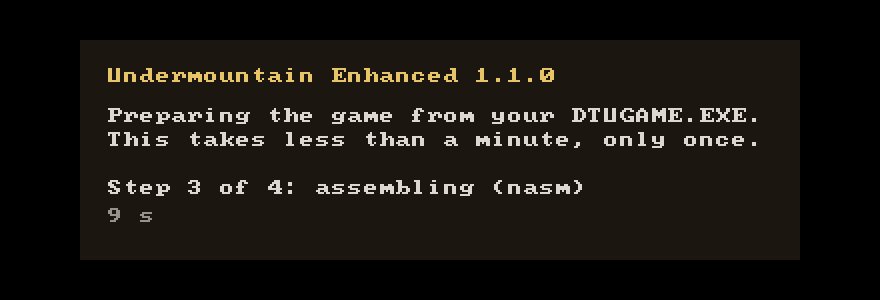 Undermountain Enhanced 1.1.0
Preparing the game from your DTUGAME.EXE.
This takes less than a minute, only once.
Step 3 of 4: assembling (nasm)
9 s